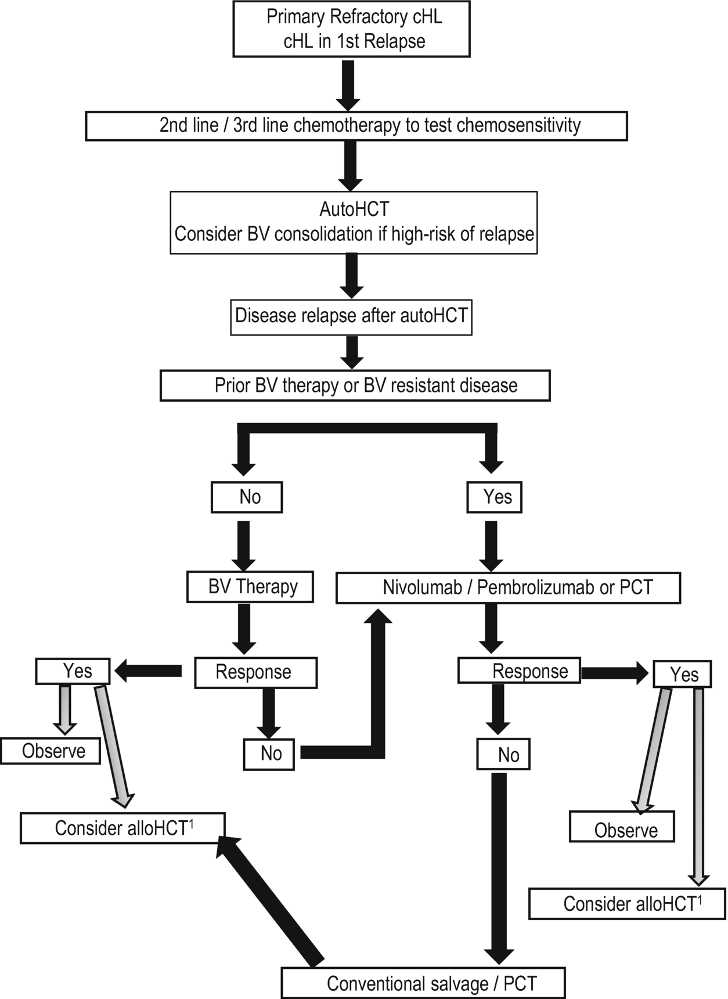 Primary Refractory cHL
cHL in 1st Relapse
2nd line / 3rd line chemotherapy to test chemosensitivity
AutoHCT
Consider BV consolidation if high-risk of relapse
Disease relapse after autoHCT
Prior BV therapy or BV resistant disease
No
Yes
BV Therapy
Nivolumab / Pembrolizumab or PCT
Yes
Response
Response
Yes
Observe
No
No
Consider alloHCT¹
Observe
Consider alloHCT¹
Conventional salvage / PCT